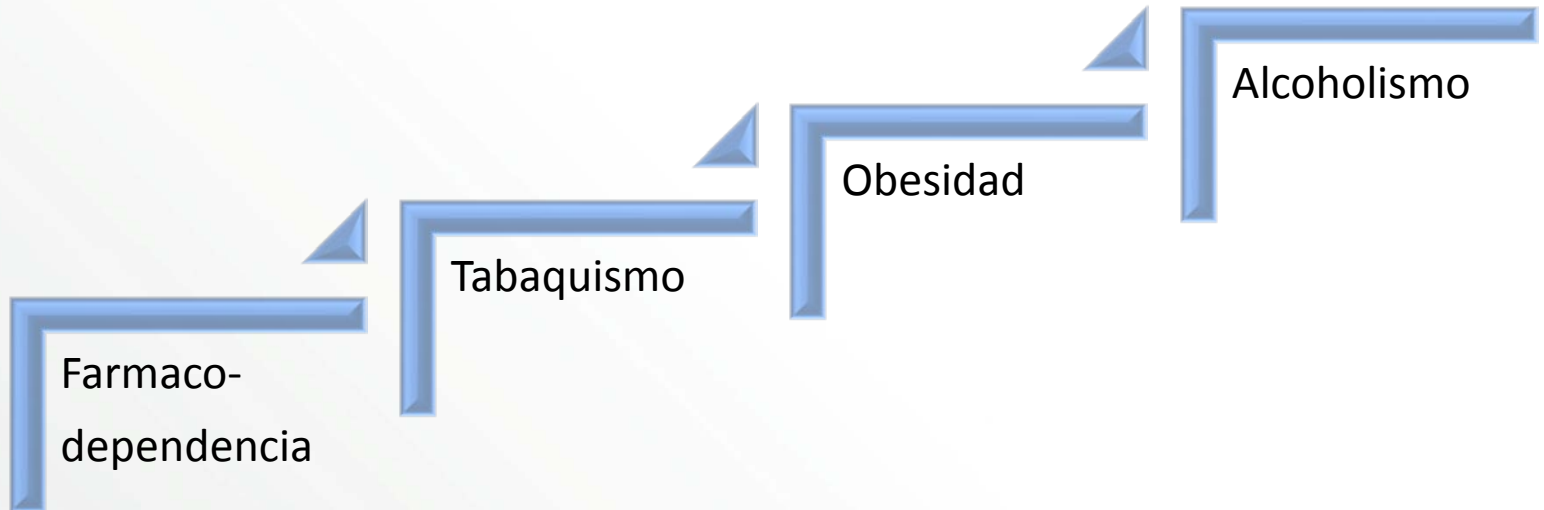 Alcoholismo
Obesidad
Tabaquismo
Farmaco-
dependencia